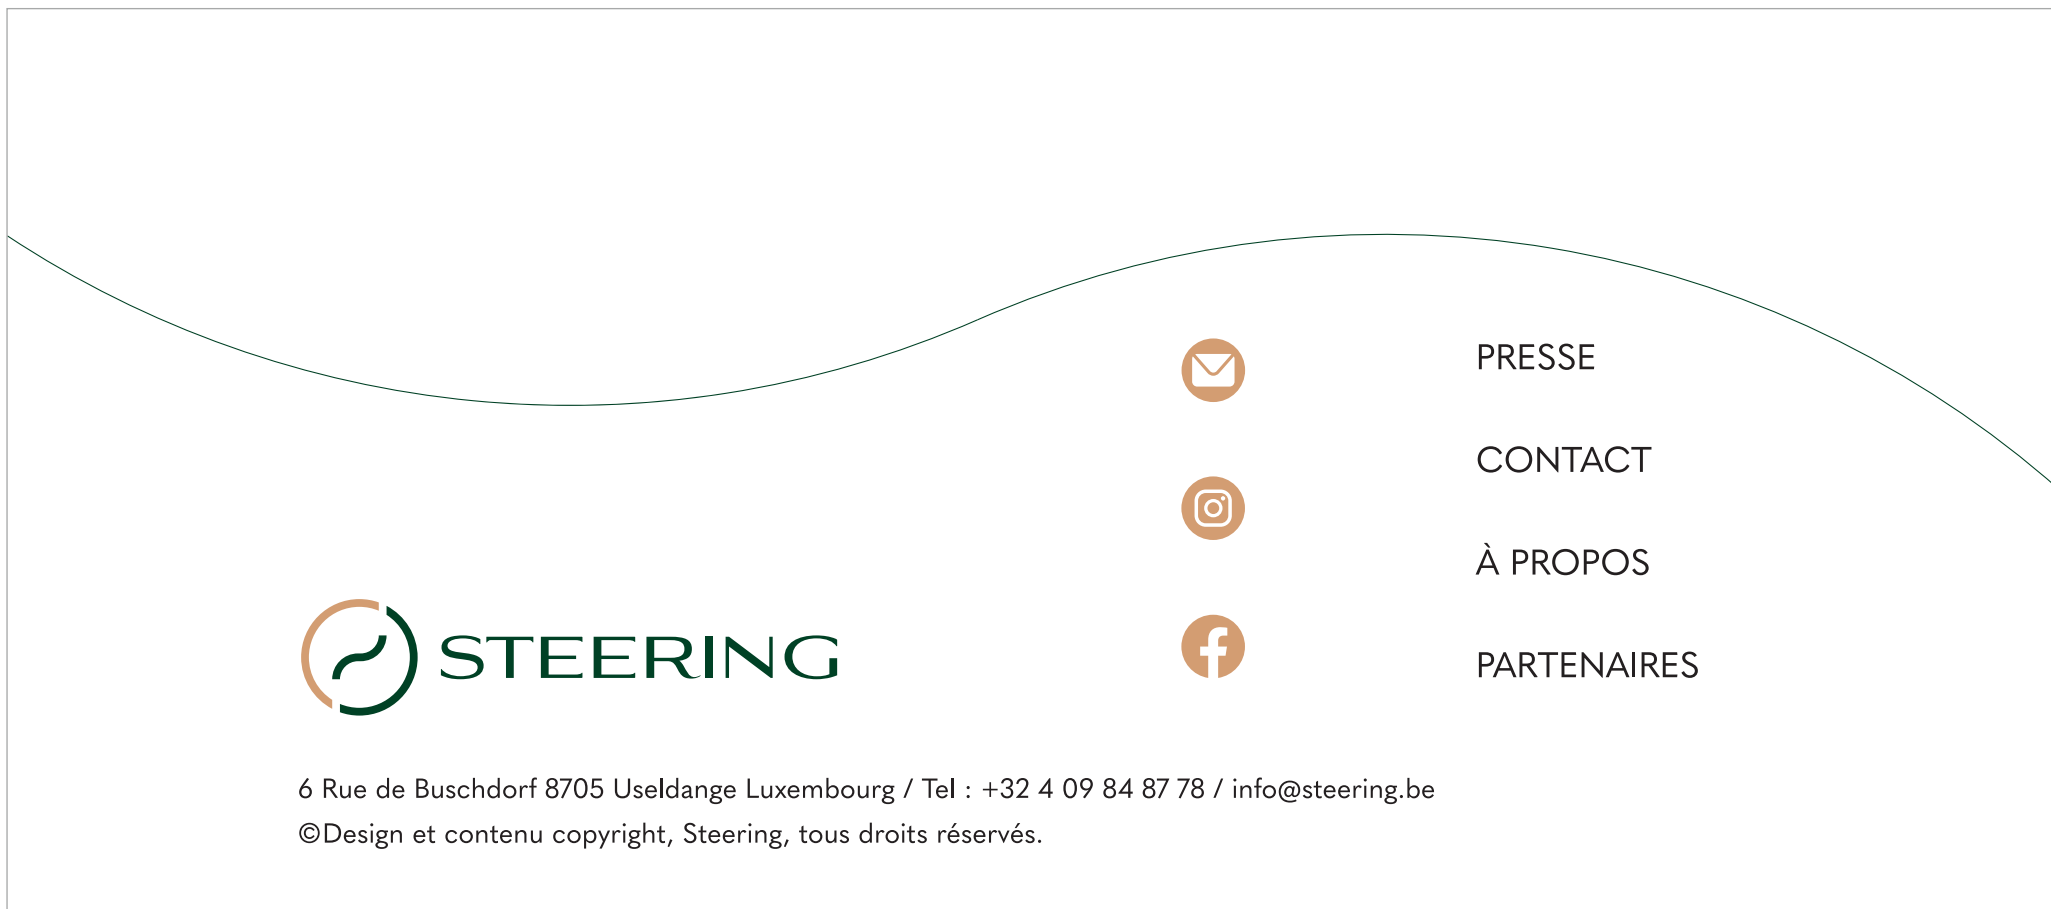 PRESSE
CONTACT
À PROPOS
PARTENAIRES
STEERING
6 Rue de Buschdorf 8705 Useldange Luxembourg / Tel : +32 4 09 84 87 78 / info@steering.be
©Design et contenu copyright, Steering, tous droits réservés.